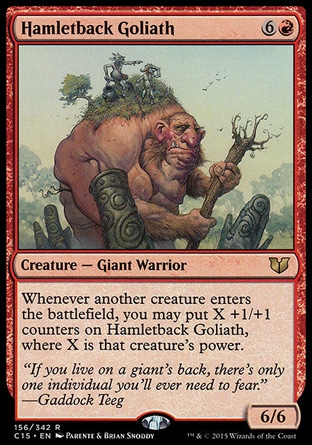 Hamletback Goliath 6
Creature — Giant Warrior
Whenever another creature enters
the battlefield, you may put X +1/+1
counters on Hamletback Goliath,
where X is that creature's power.
"If you live on a giant's back, there's only
one individual you'll ever need to fear."
—Gaddock Teeg
6/6
156/342 R
C15 • EN Parente & Brian Snoddy
™ & © 2015 Wizards of the Coast